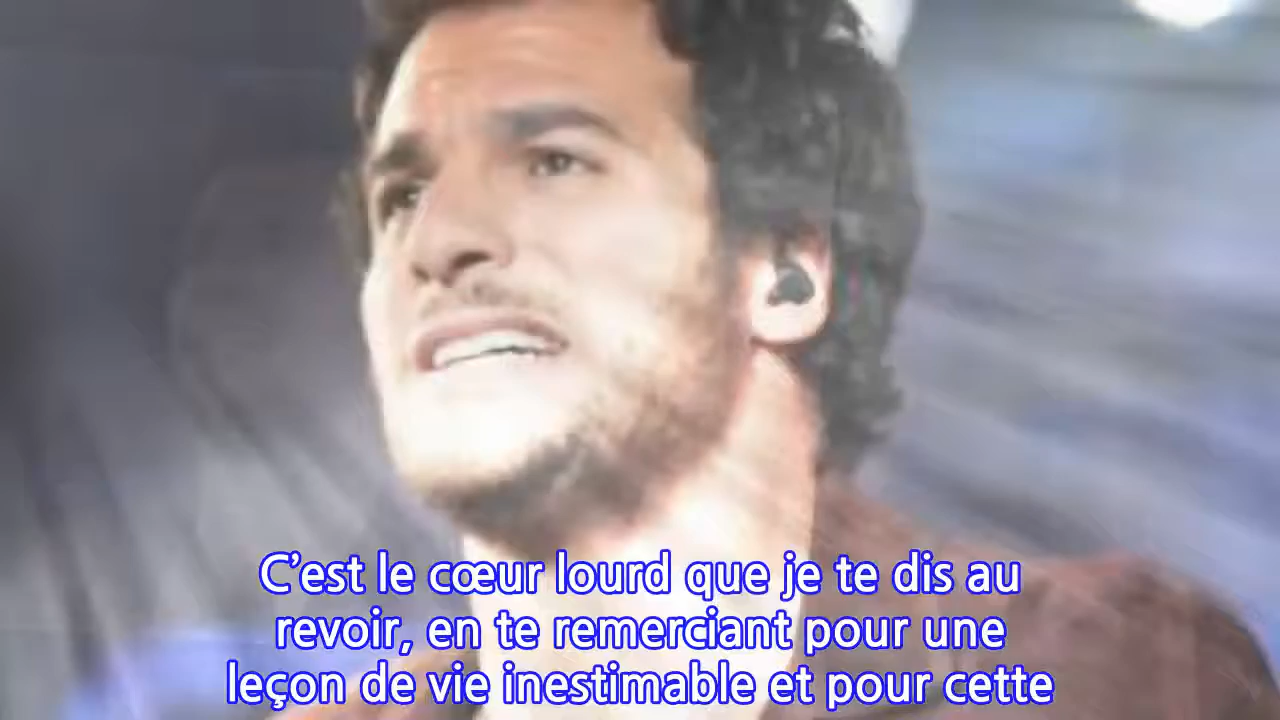 C’est le cœur lourd que je te dis au
revoir, en te remerciant pour une
leçon de vie inestimable et pour cette